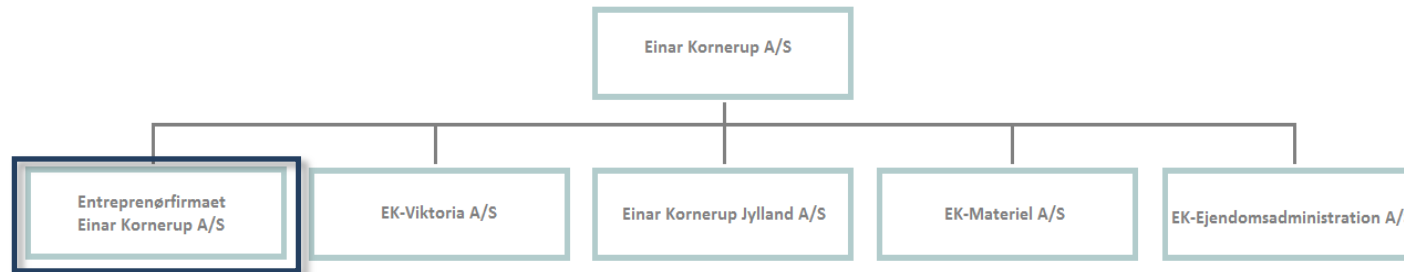 Einar Kornerup A/S
Entreprenørfirmaet
Einar Kornerup A/S
EK-Viktoria A/S
Einar Kornerup Jylland A/S
EK-Materiel A/S
EK-Ejendomsadministration A/